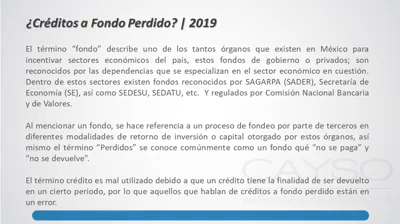 ¿Créditos a Fondo Perdido? | 2019
El término "fondo" describe uno de los tantos órganos que existen en México para
incentivar sectores económicos del país, estos fondos de gobierno o privados; son
reconocidos por las dependencias que se especializan en el sector económico en cuestión.
Dentro de estos sectores existen fondos reconocidos por SAGARPA (SADER), Secretaría de
Economía (SE), así como SEDESU, SEDATU, etc. Y regulados por Comisión Nacional Bancaria
y de Valores.
Al mencionar un fondo, se hace referencia a un proceso de fondeo por parte de terceros en
diferentes modalidades de retorno de inversión o capital otorgado por estos órganos, así
mismo el término "Perdidos" se conoce comúnmente como un fondo qué "no se paga" y
"no se devuelve".
CAYSO
El término crédito es mal utilizado debido a que un crédito tiene la finalidad de ser devuelto
en un cierto periodo, por lo que aquellos que hablan de créditos a fondo perdido están en
un error.